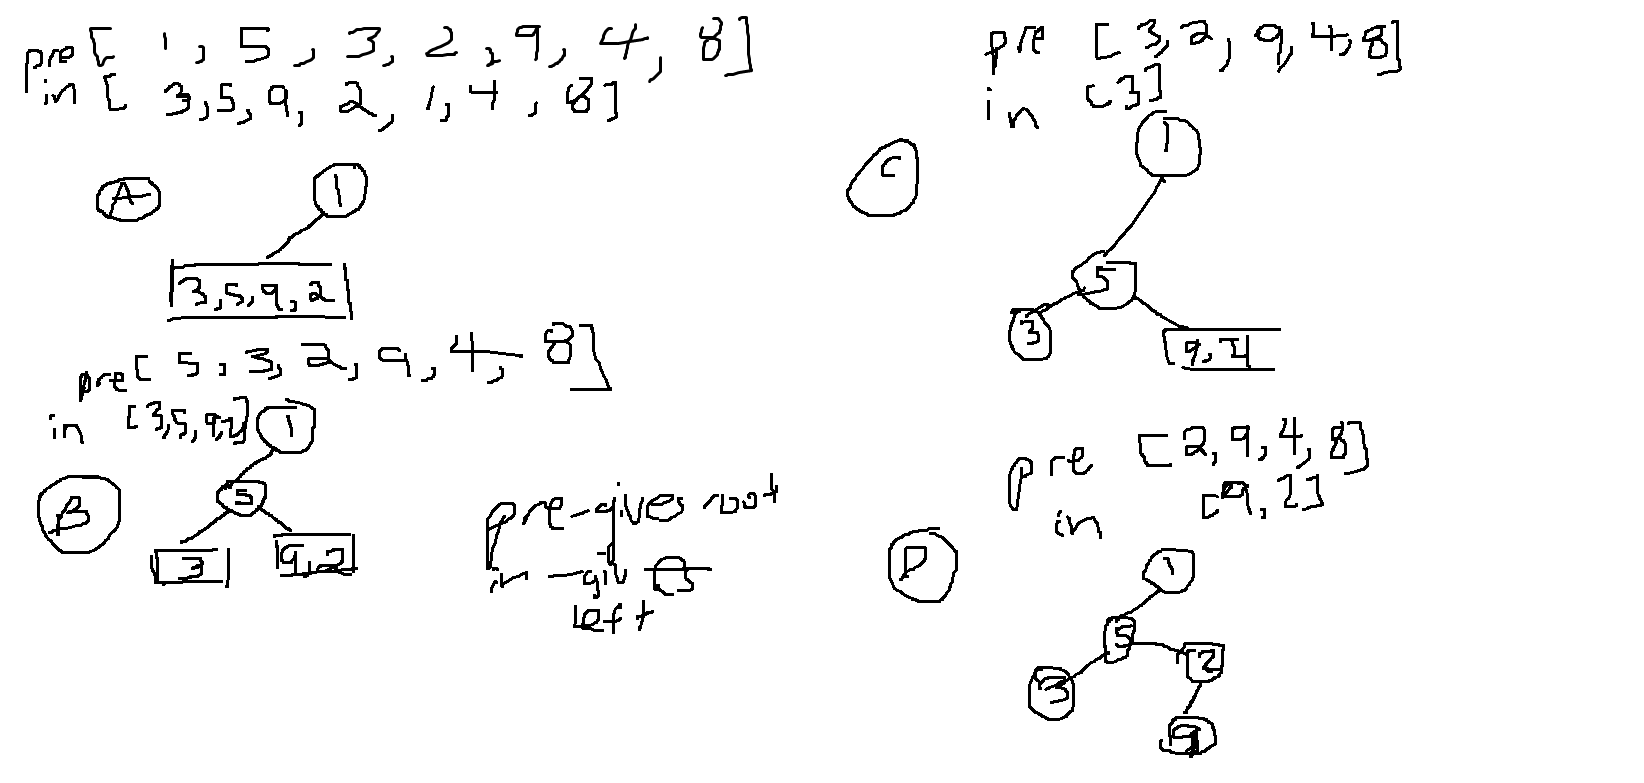 pre [ 1, 5, 3, 2, 9, 4, 8]
in [ 3,5,9, 2, 1,4, 8]
A
1
3,5,9,2
pre[ 5, 3, 2, 9, 4, 8]
in [3,5,9,2]
1
B
5
3
9,2
pre-gives root
in - giv es
left
pre [3,2, 9,4,8]
in [3]
C
1
5
3
pre [2,9,4,8]
in [9, 2]
D
1
5
2
3
9